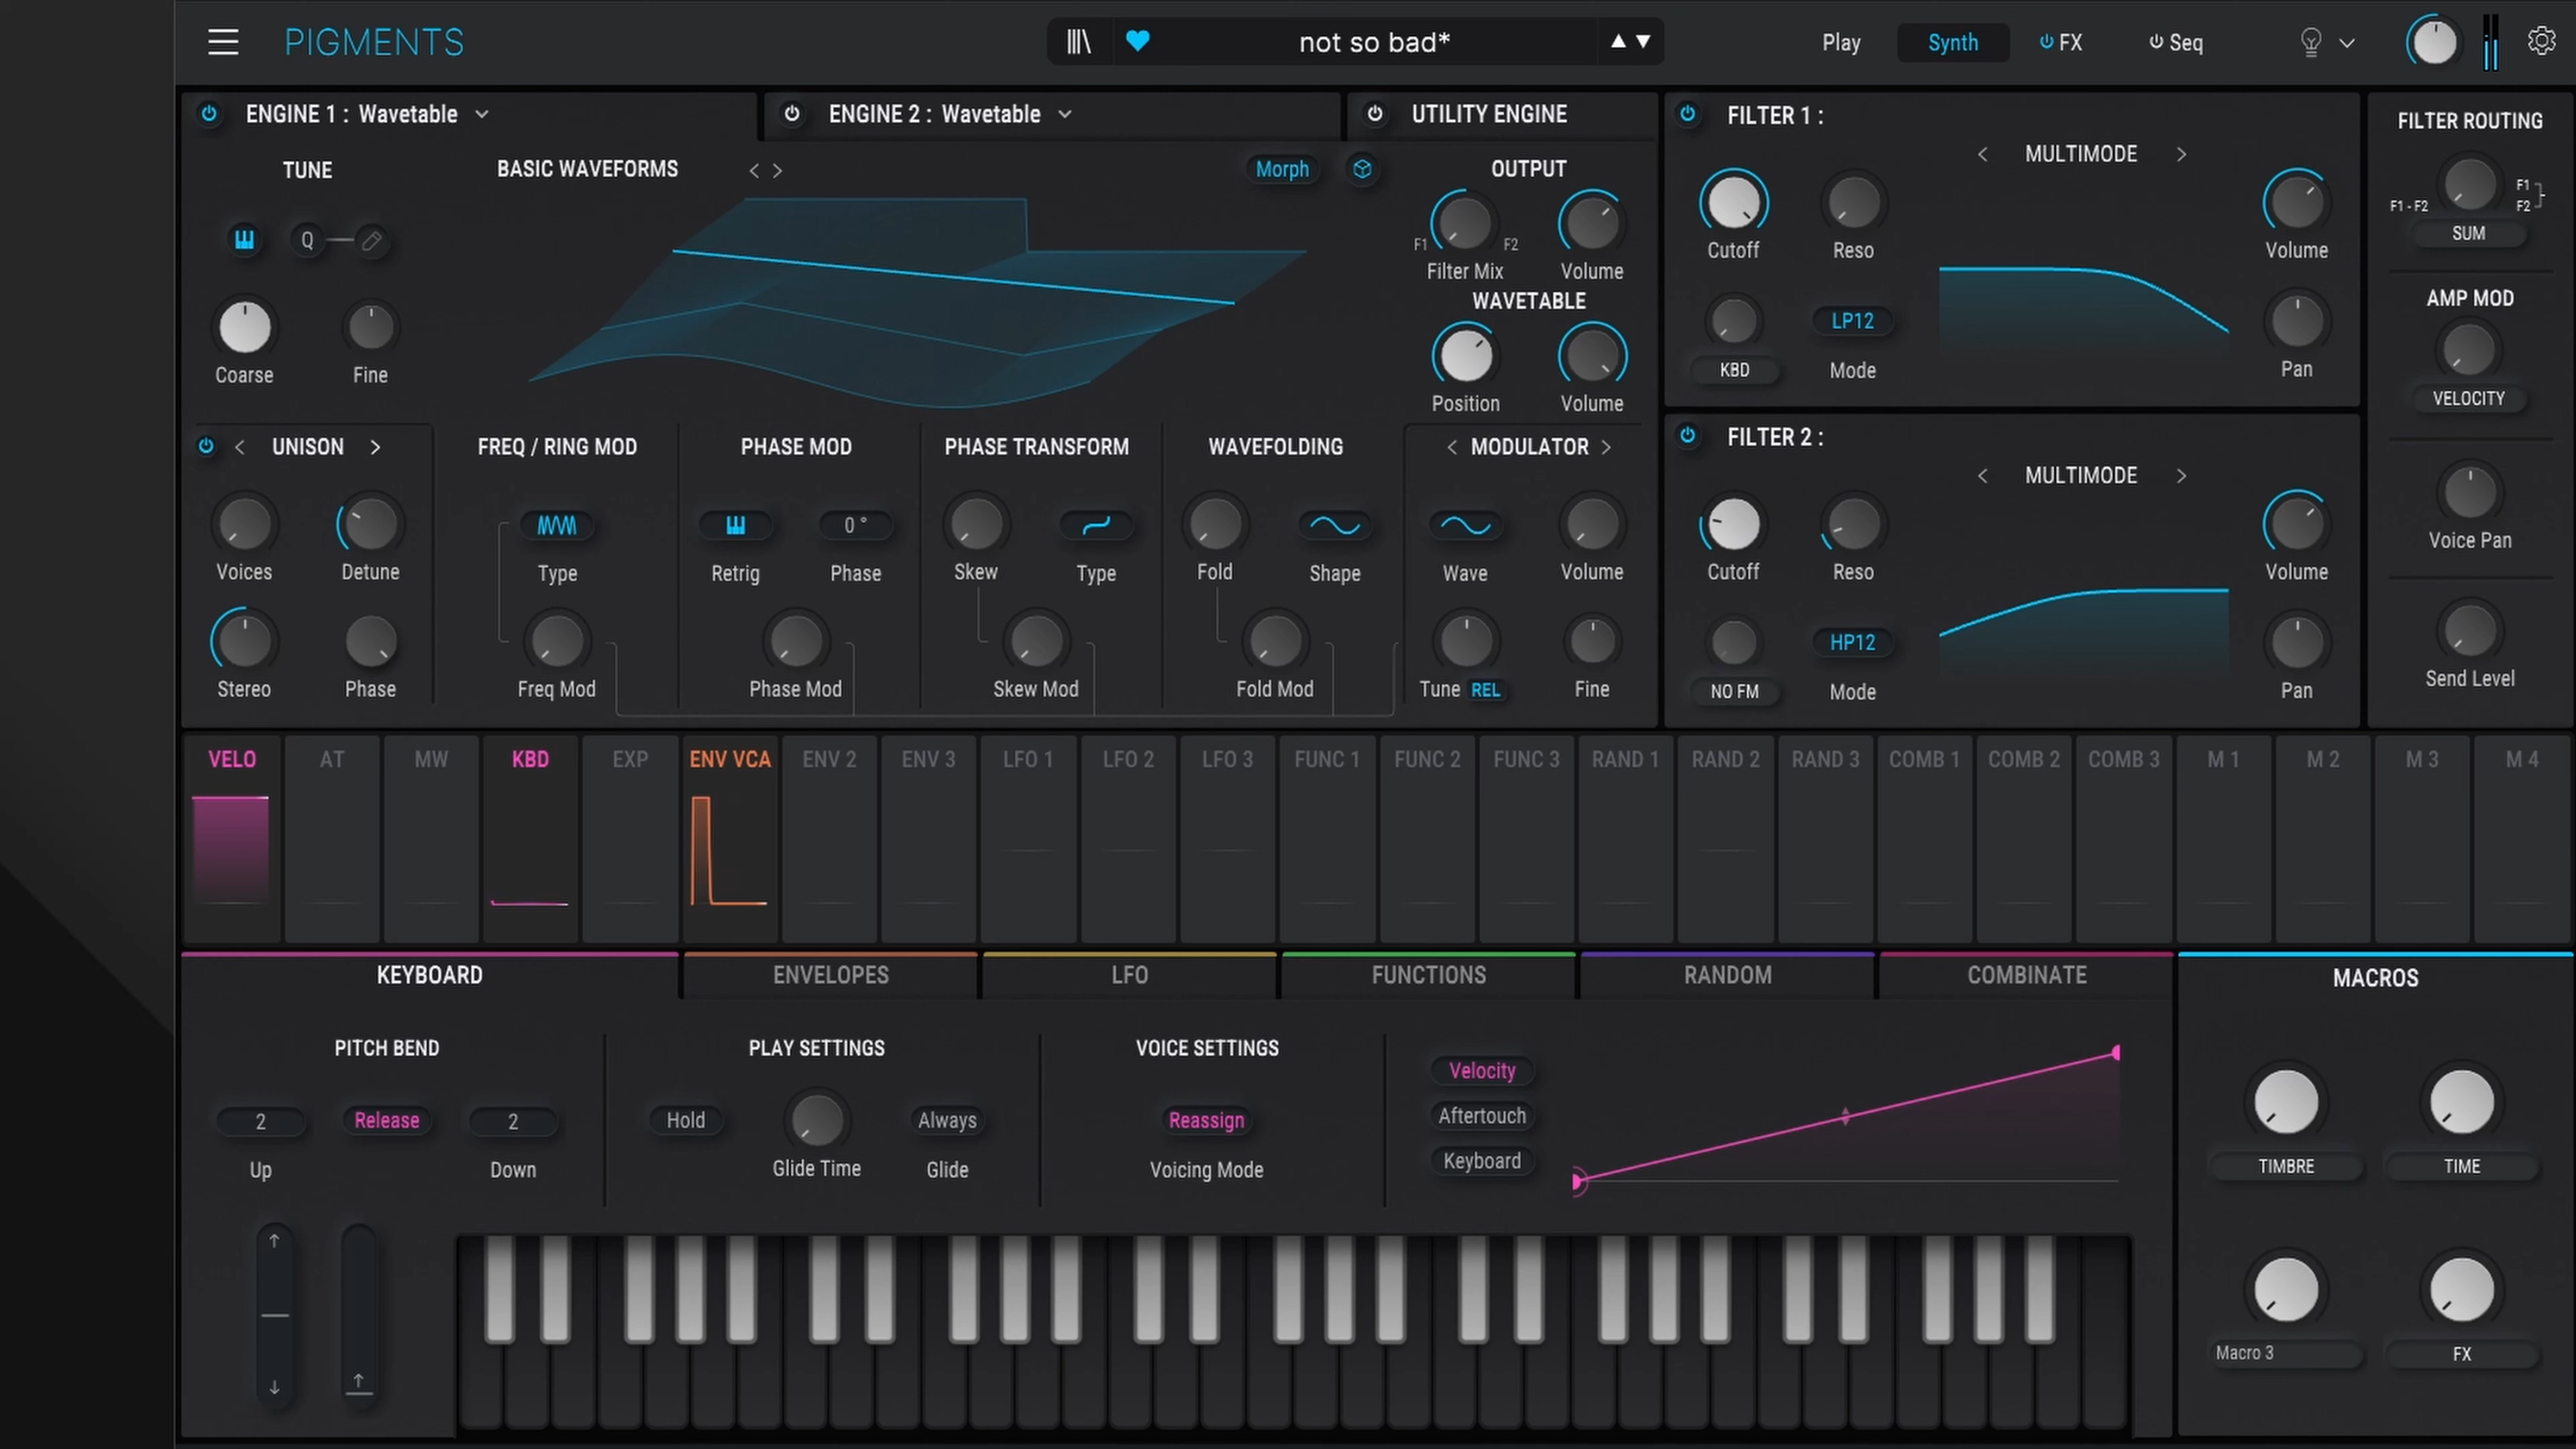 PIGMENTS
not so bad*
Play
Synth
FX
Seq
ENGINE 1 : Wavetable
ENGINE 2 : Wavetable
UTILITY ENGINE
TUNE
Q
Coarse
Fine
BASIC WAVEFORMS
Morph
OUTPUT
F1
F2
Filter Mix
Volume
WAVETABLE
Position
Volume
UNISON
Voices
Detune
Stereo
Phase
FREQ / RING MOD
Type
Freq Mod
PHASE MOD
0 °
Retrig
Phase
Phase Mod
PHASE TRANSFORM
Skew
Type
Skew Mod
WAVEFOLDING
Fold
Shape
Fold Mod
MODULATOR
Wave
Volume
Tune REL
Fine
FILTER 1 :
MULTIMODE
Cutoff
Reso
Volume
KBD
LP12
Mode
Pan
FILTER 2 :
MULTIMODE
Cutoff
Reso
Volume
NO FM
HP12
Mode
Pan
FILTER ROUTING
F1 - F2
F1
F2
SUM
AMP MOD
VELOCITY
Voice Pan
Send Level
VELO
AT
MW
KBD
EXP
ENV VCA
ENV 2
ENV 3
LFO 1
LFO 2
LFO 3
FUNC 1
FUNC 2
FUNC 3
RAND 1
RAND 2
RAND 3
COMB 1
COMB 2
COMB 3
M 1
M 2
M 3
M 4
KEYBOARD
ENVELOPES
LFO
FUNCTIONS
RANDOM
COMBINATE
MACROS
PITCH BEND
2
Release
2
Up
Down
PLAY SETTINGS
Hold
Always
Glide Time
Glide
VOICE SETTINGS
Reassign
Voicing Mode
Velocity
Aftertouch
Keyboard
TIMBRE
TIME
Macro 3
FX